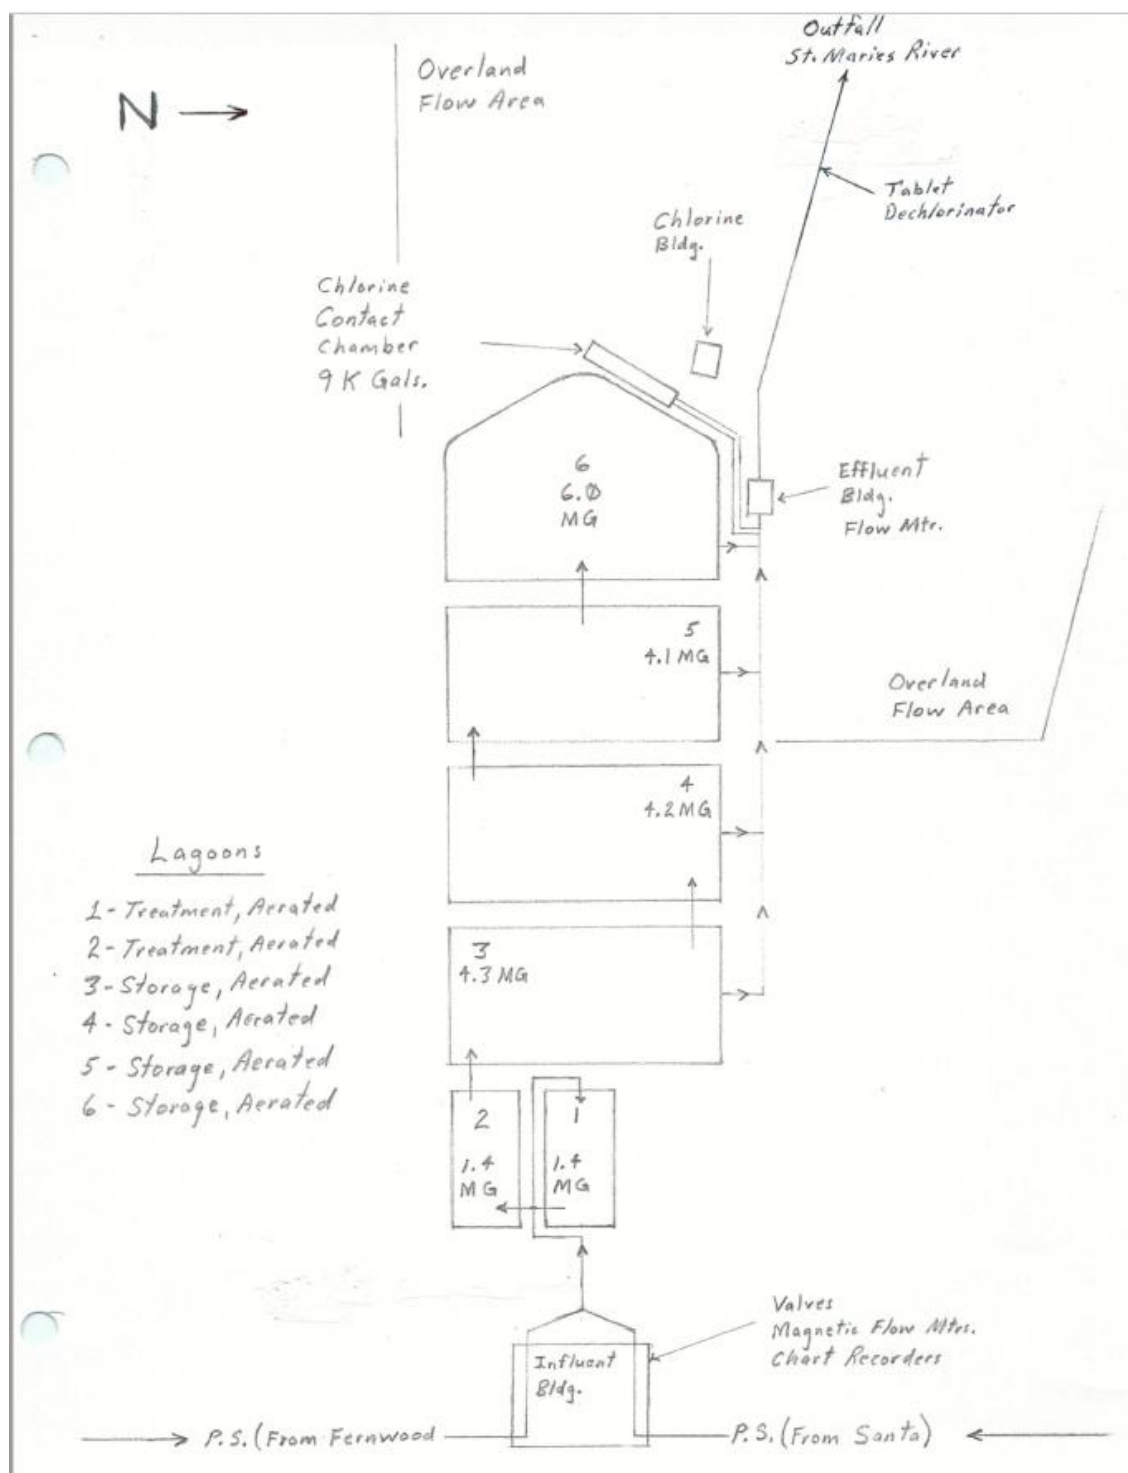 Outfall
St. Maries River
Overland
Flow Area
N
Tablet
Dechlorinator
Chlorine
Bldg.
Chlorine
Contact
Chamber
9 K Gals.
6
6.0
MG
Effluent
Bldg.
Flow Mtr.
5
4.1 MG
Overland
Flow Area
4
4.2 MG
Lagoons
1 - Treatment, Aerated
2 - Treatment, Aerated
3 - Storage, Aerated
4 - Storage, Aerated
5 - Storage, Aerated
6 - Storage, Aerated
3
4.3 MG
2
1.4
MG
1
1.4
MG
Valves
Magnetic Flow Mtrs.
Chart Recorders
Influent
Bldg.
P.S. (From Fernwood
P.S. (From Santa)